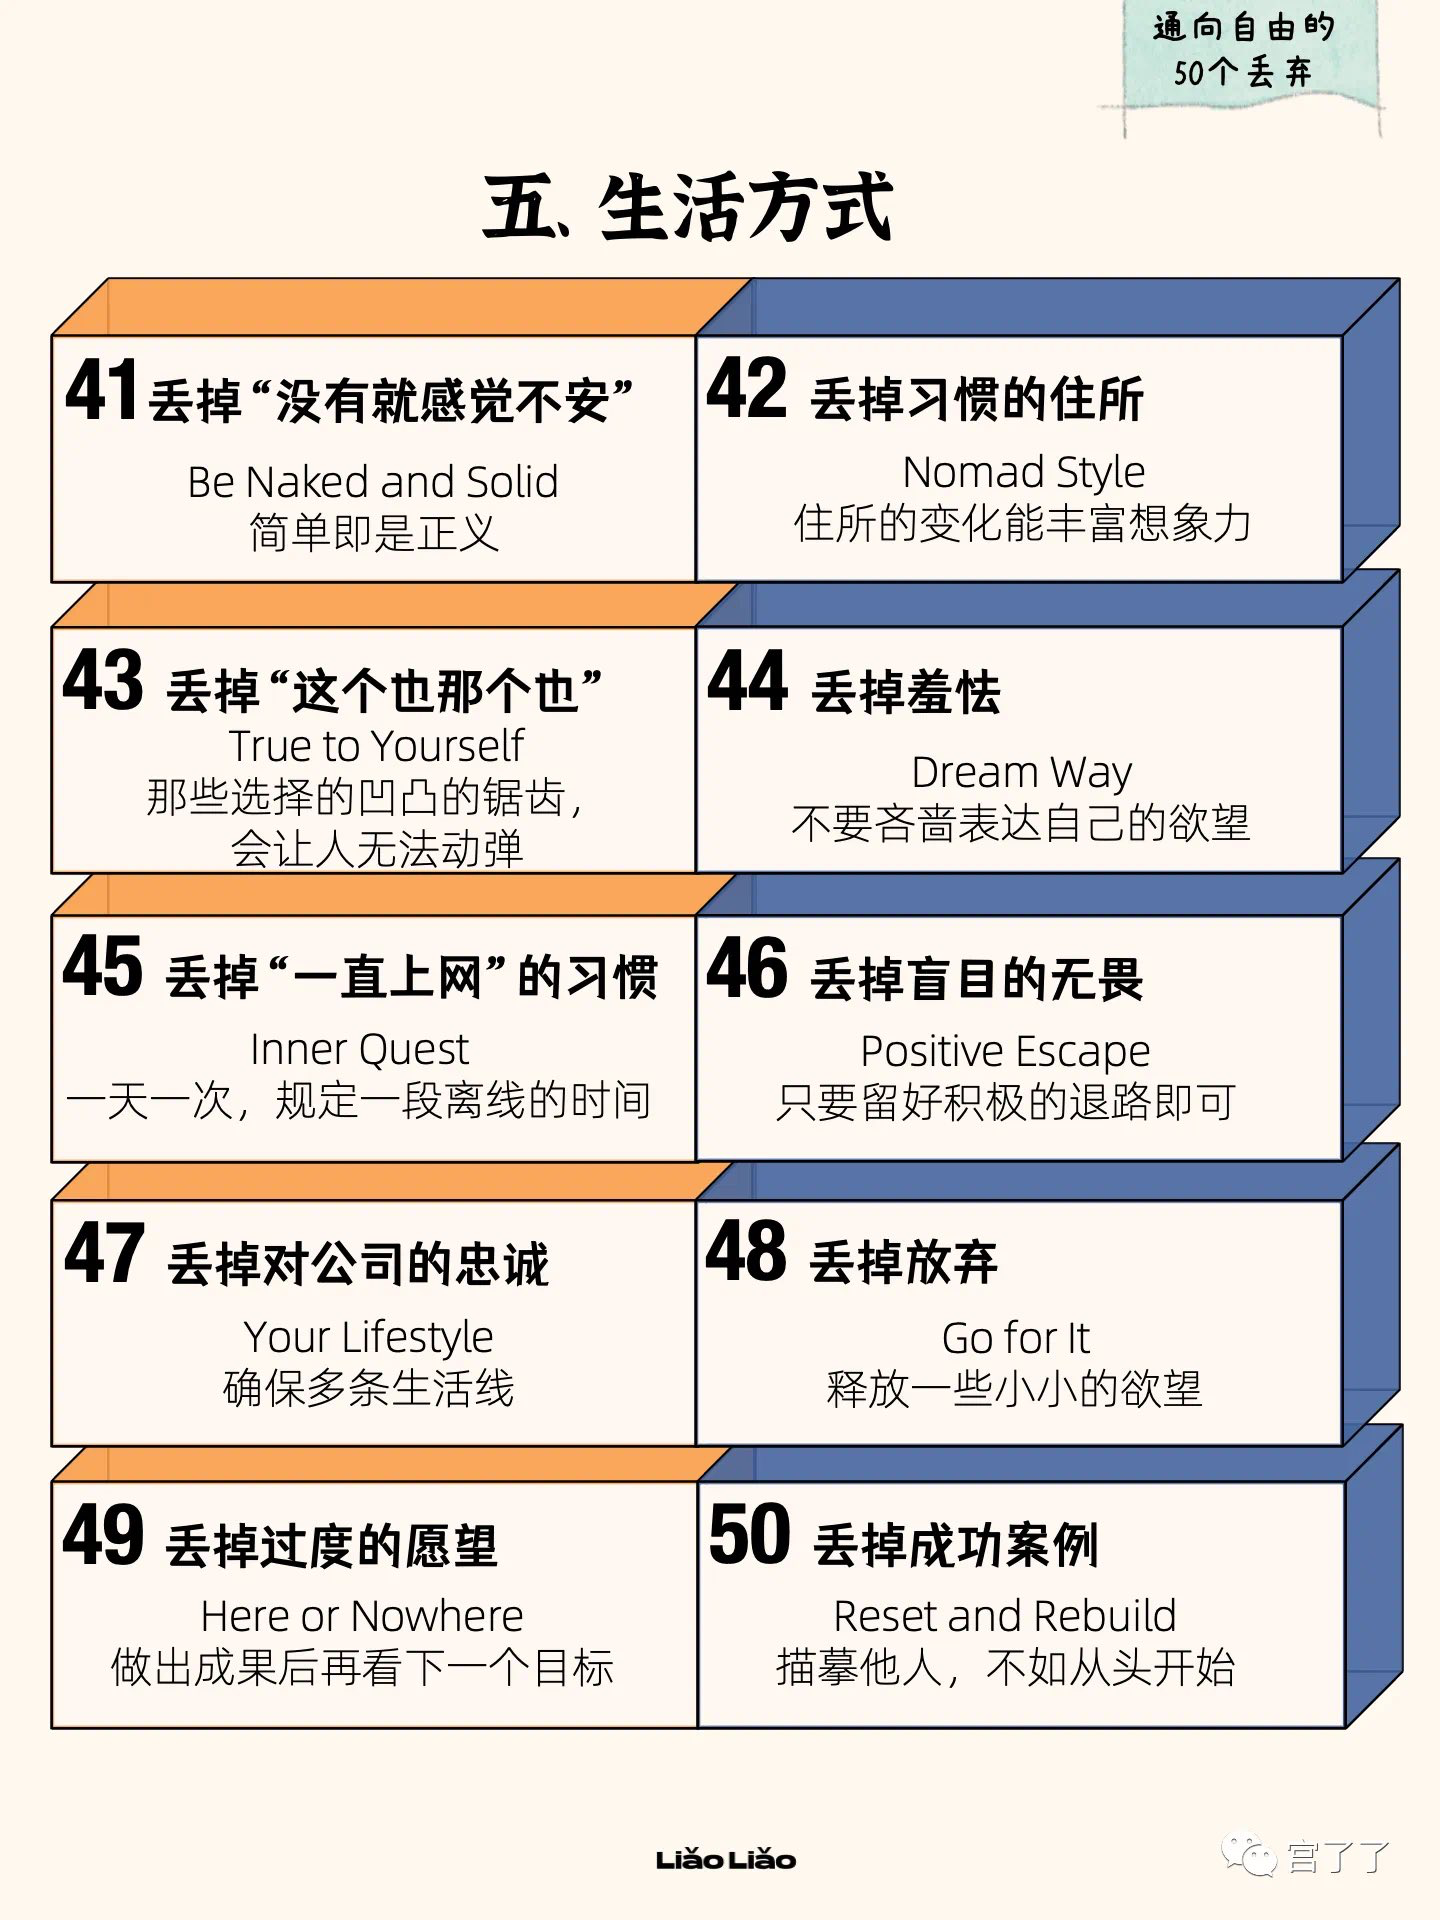 通向自由的
50个丢弃
五、生活方式
41 丢掉“没有就感觉不安”
Be Naked and Solid
简单即是正义
42 丢掉习惯的住所
Nomad Style
住所的变化能丰富想象力
43 丢掉“这个也那个也”
True to Yourself
那些选择的凹凸的锯齿，
会让人无法动弹
44 丢掉羞怯
Dream Way
不要吝啬表达自己的欲望
45 丢掉“一直上网”的习惯
Inner Quest
一天一次，规定一段离线的时间
46 丢掉盲目的无畏
Positive Escape
只要留好积极的退路即可
47 丢掉对公司的忠诚
Your Lifestyle
确保多条生活线
48 丢掉放弃
Go for It
释放一些小小的欲望
49 丢掉过度的愿望
Here or Nowhere
做出成果后再看下一个目标
50 丢掉成功案例
Reset and Rebuild
描摹他人，不如从头开始
Liǎo Liǎo
宫了了